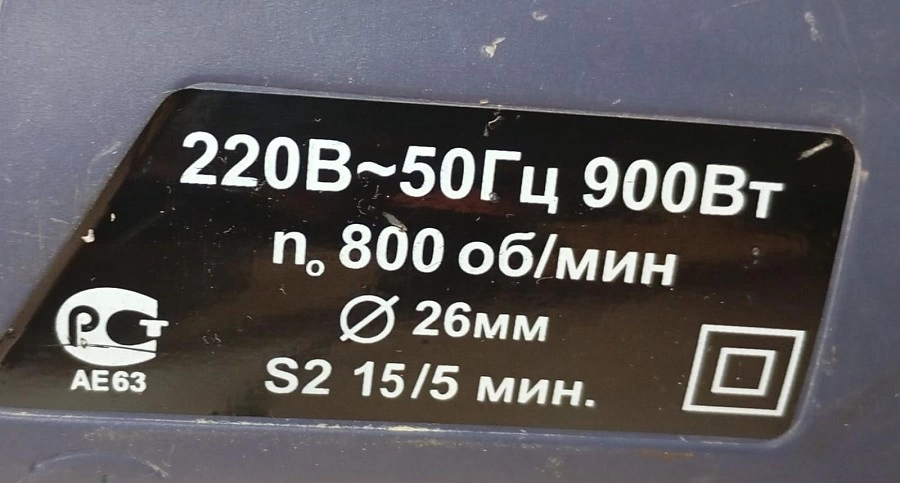 220В~50Гц 900Вт
n₀ 800 об/мин
Ø 26мм
S2 15/5 мин.
РСТ
АЕ63